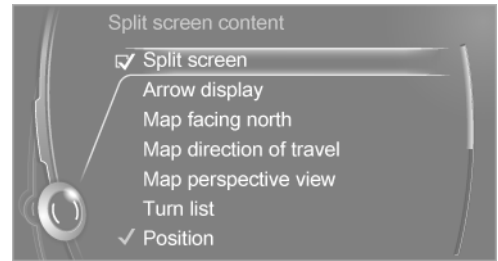 Split screen content
Split screen
Arrow display
Map facing north
Map direction of travel
Map perspective view
Turn list
Position